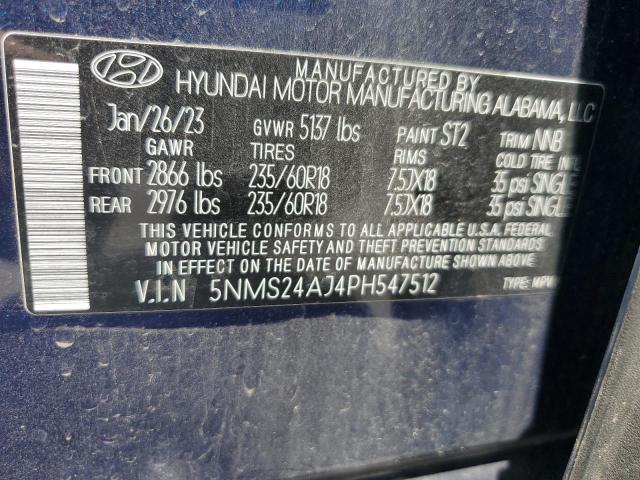 MANUFACTURED BY
HYUNDAI MOTOR MANUFACTURING ALABAMA, LLC
Jan/26/23 GVWR 5137 lbs PAINT ST2 TRIM NNB
GAWR TIRES RIMS COLD TIRE INFL
FRONT 2866 lbs 235/60R18 7.5JX18 35 psi SINGLE
REAR 2976 lbs 235/60R18 7.5JX18 35 psi SINGLE
THIS VEHICLE CONFORMS TO ALL APPLICABLE U.S.A FEDERAL
MOTOR VEHICLE SAFETY AND THEFT PREVENTION STANDARDS
IN EFFECT ON THE DATE OF MANUFACTURE SHOWN ABOVE.
V.I.N 5NMS24AJ4PH547512 TYPE: MPV